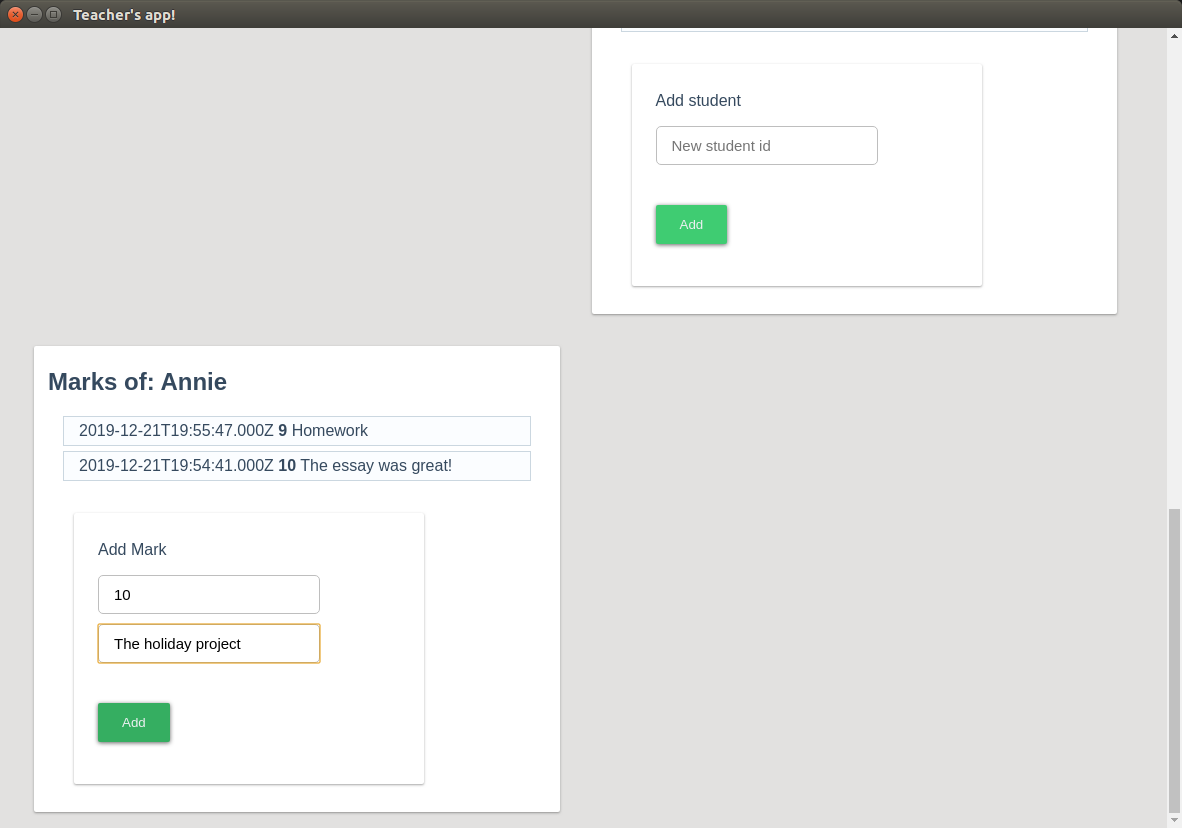 Teacher's app!
Add student
New student id
Add
Marks of: Annie
2019-12-21T19:55:47.000Z 9 Homework
2019-12-21T19:54:41.000Z 10 The essay was great!
Add Mark
10
The holiday project
Add